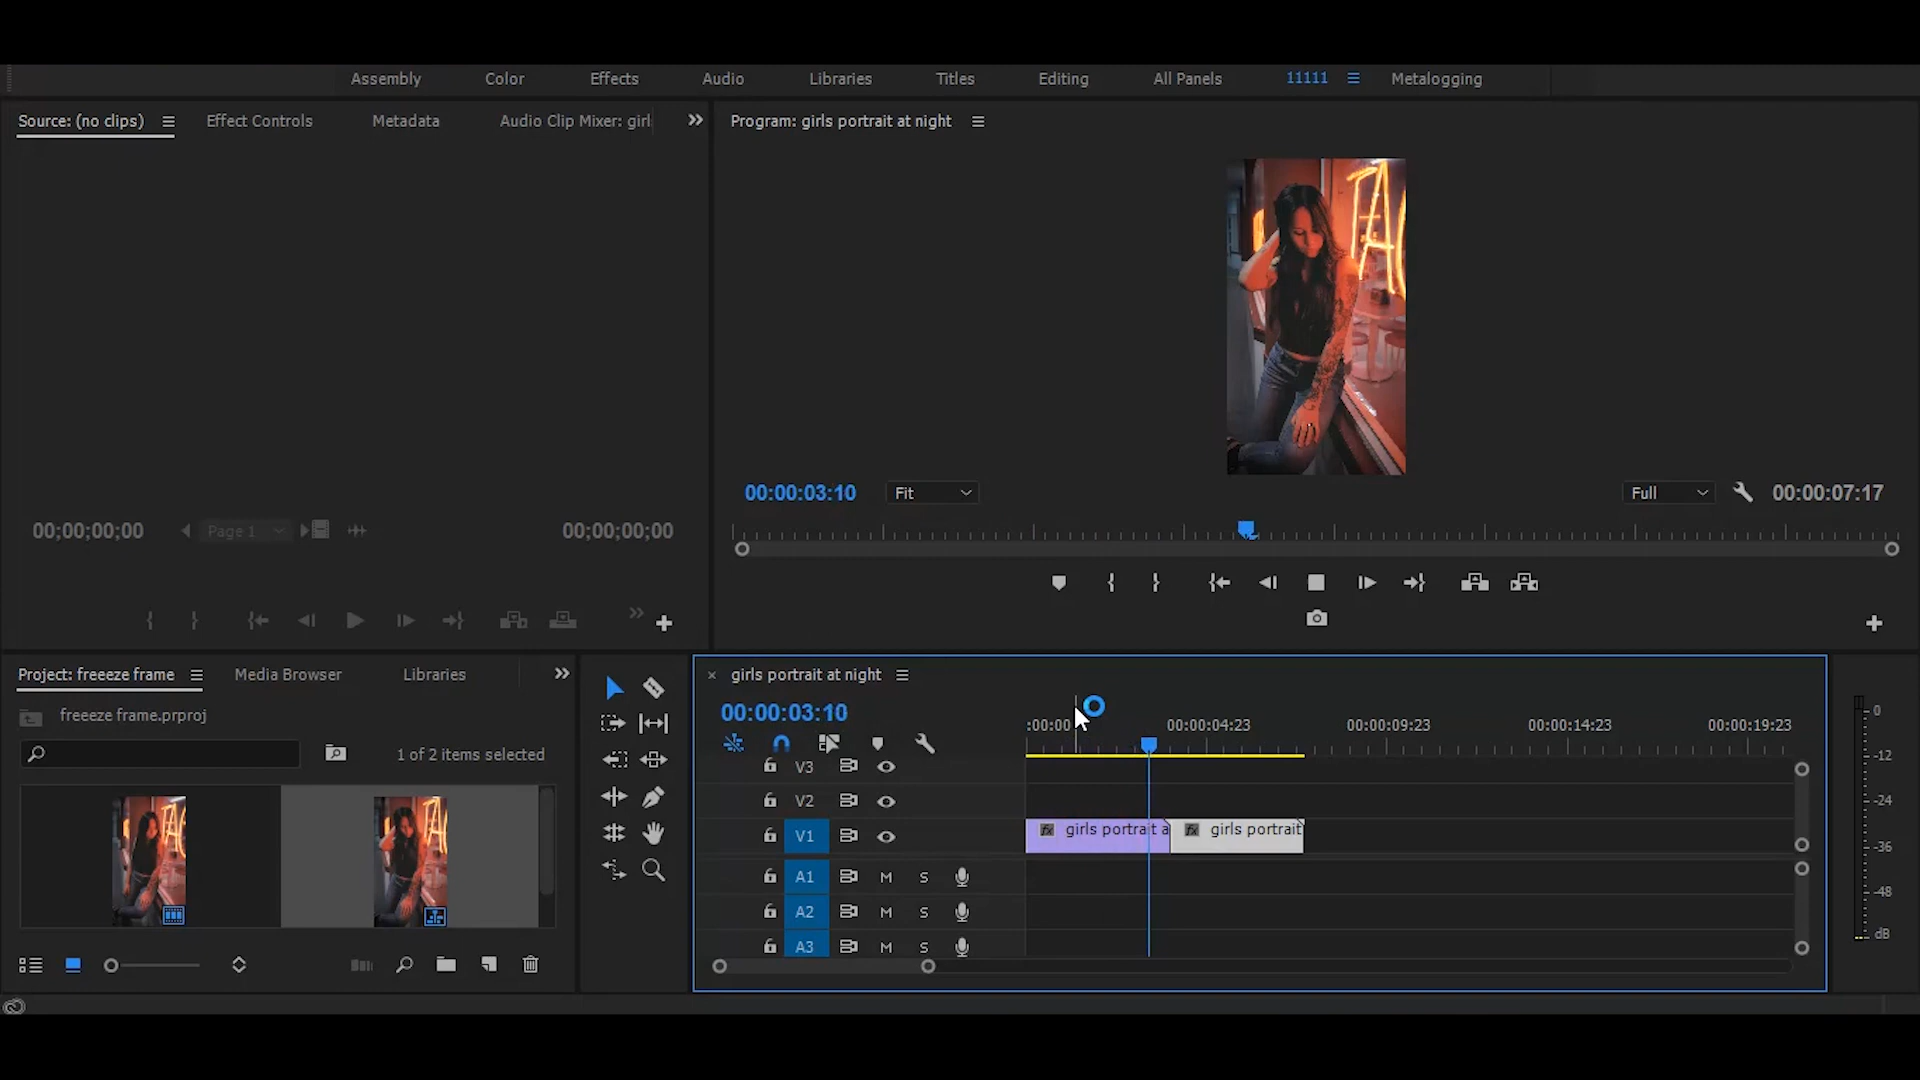 Assembly Color Effects Audio Libraries Titles Editing All Panels 11111 Metalogging
Source: (no clips) Effect Controls Metadata Audio Clip Mixer: girl
Program: girls portrait at night
TA
00:00:03:10 Fit Full 00:00:07:17
00;00;00;00 Page 1 00;00;00;00
Project: freeeze frame Media Browser Libraries
freeeze frame.prproj
1 of 2 items selected
girls portrait at night
00:00:03:10
:00:00 00:00:04:23 00:00:09:23 00:00:14:23 00:00:19:23
V3
V2
V1 fx girls portrait a fx girls portrait
A1 M S
A2 M S
A3 M S
0
-12
-24
-36
-48
dB